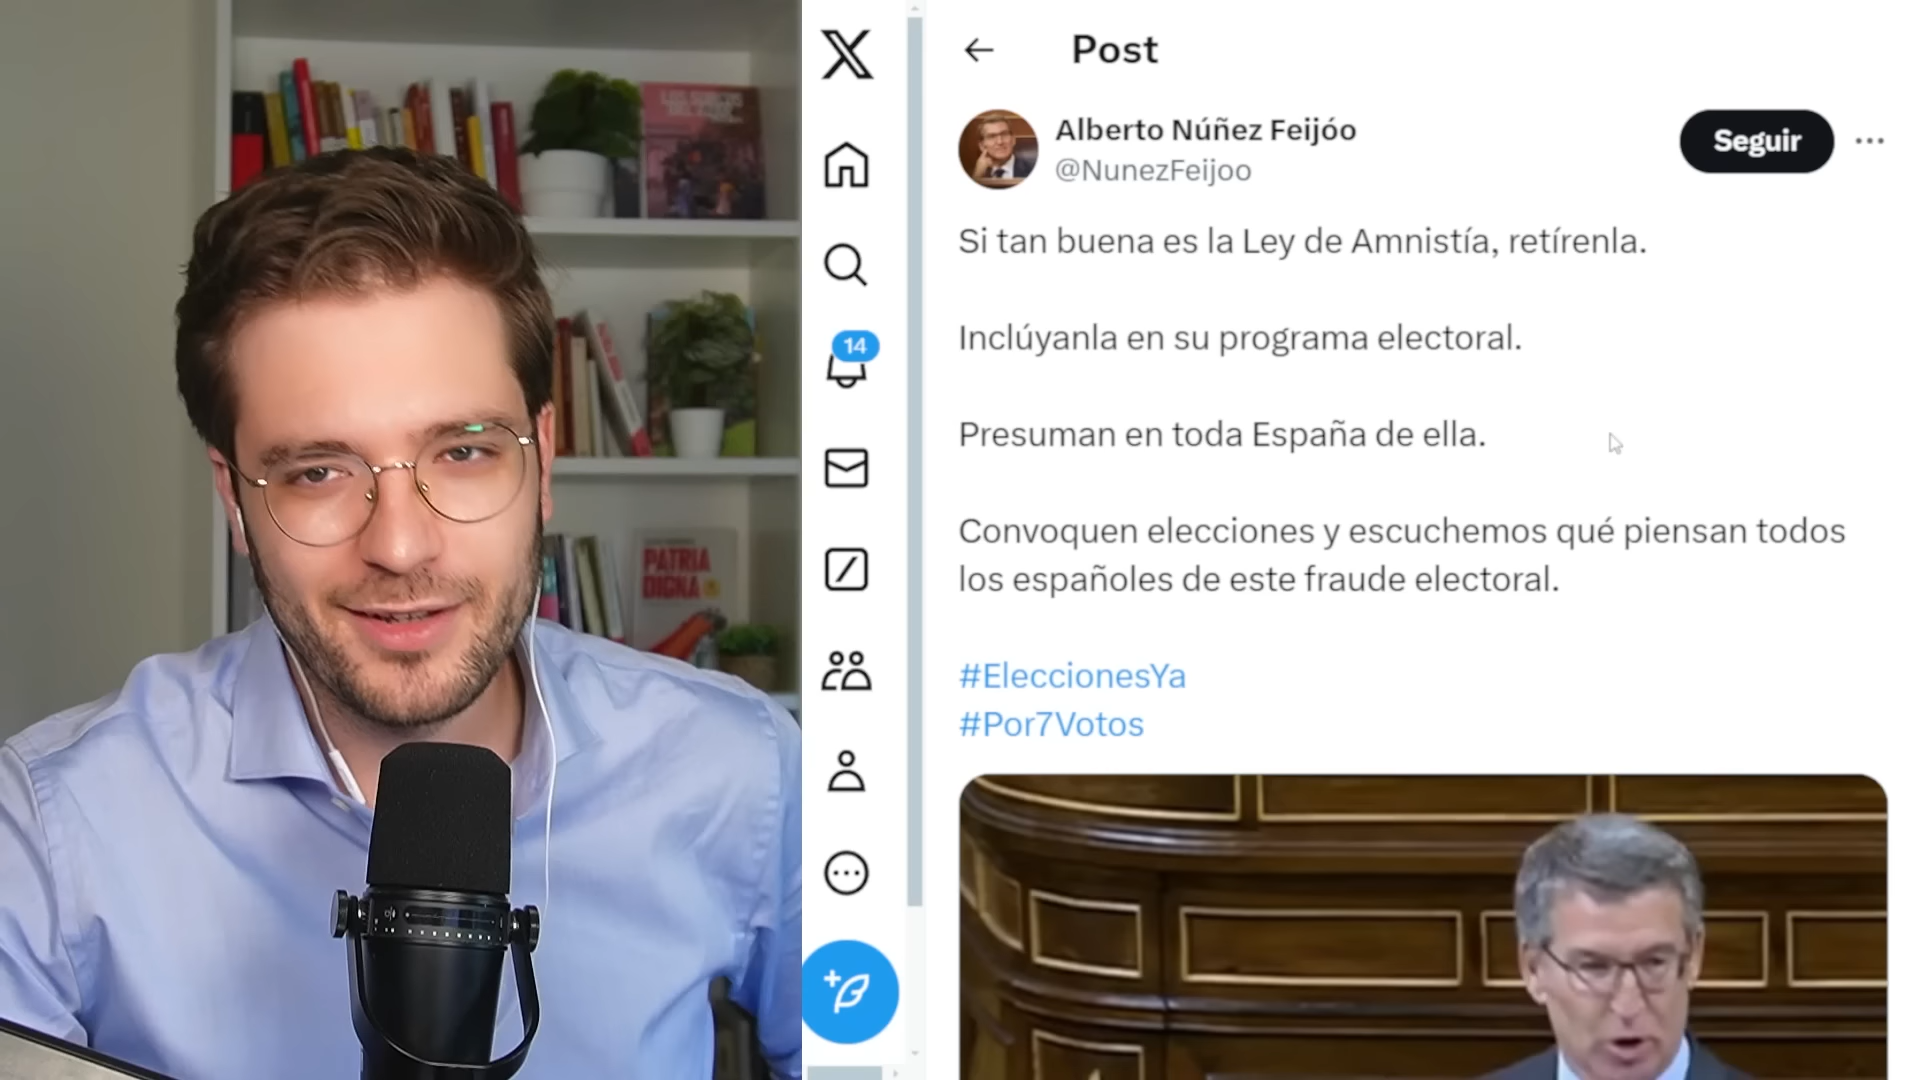 PATRIA
DIGNA
Post
Alberto Núñez Feijóo
@NunezFeijoo
Seguir
Si tan buena es la Ley de Amnistía, retírenla.
Inclúyanla en su programa electoral.
Presuman en toda España de ella.
Convoquen elecciones y escuchemos qué piensan todos
los españoles de este fraude electoral.
#EleccionesYa
#Por7Votos
14